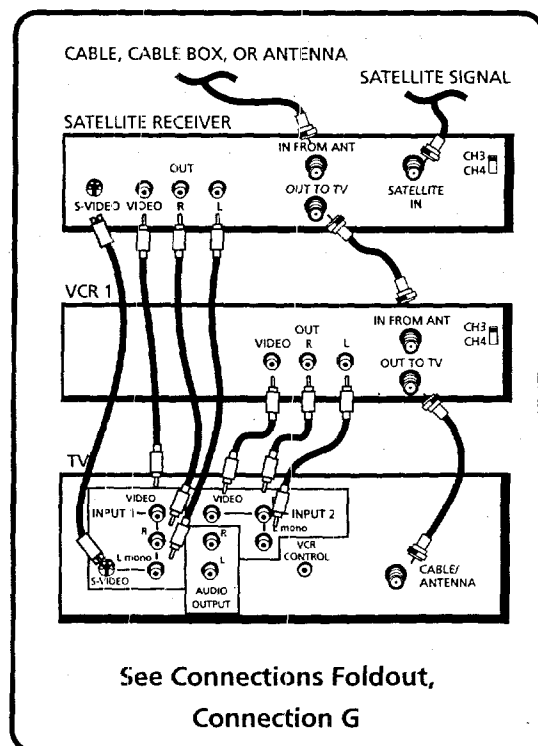 CABLE, CABLE BOX, OR ANTENNA
SATELLITE SIGNAL
SATELLITE RECEIVER
IN FROM ANT
OUT
CH3
CH4
S-VIDEO
VIDEO
R
L
OUT TO TV
SATELLITE
IN
VCR 1
IN FROM ANT
OUT
CH3
CH4
VIDEO
R
L
OUT TO TV
TV
VIDEO
VIDEO
INPUT 1
INPUT 2
R
R
L mono
L mono
L
VCR
CONTROL
S-VIDEO
AUDIO
OUTPUT
CABLE/
ANTENNA
See Connections Foldout,
Connection G